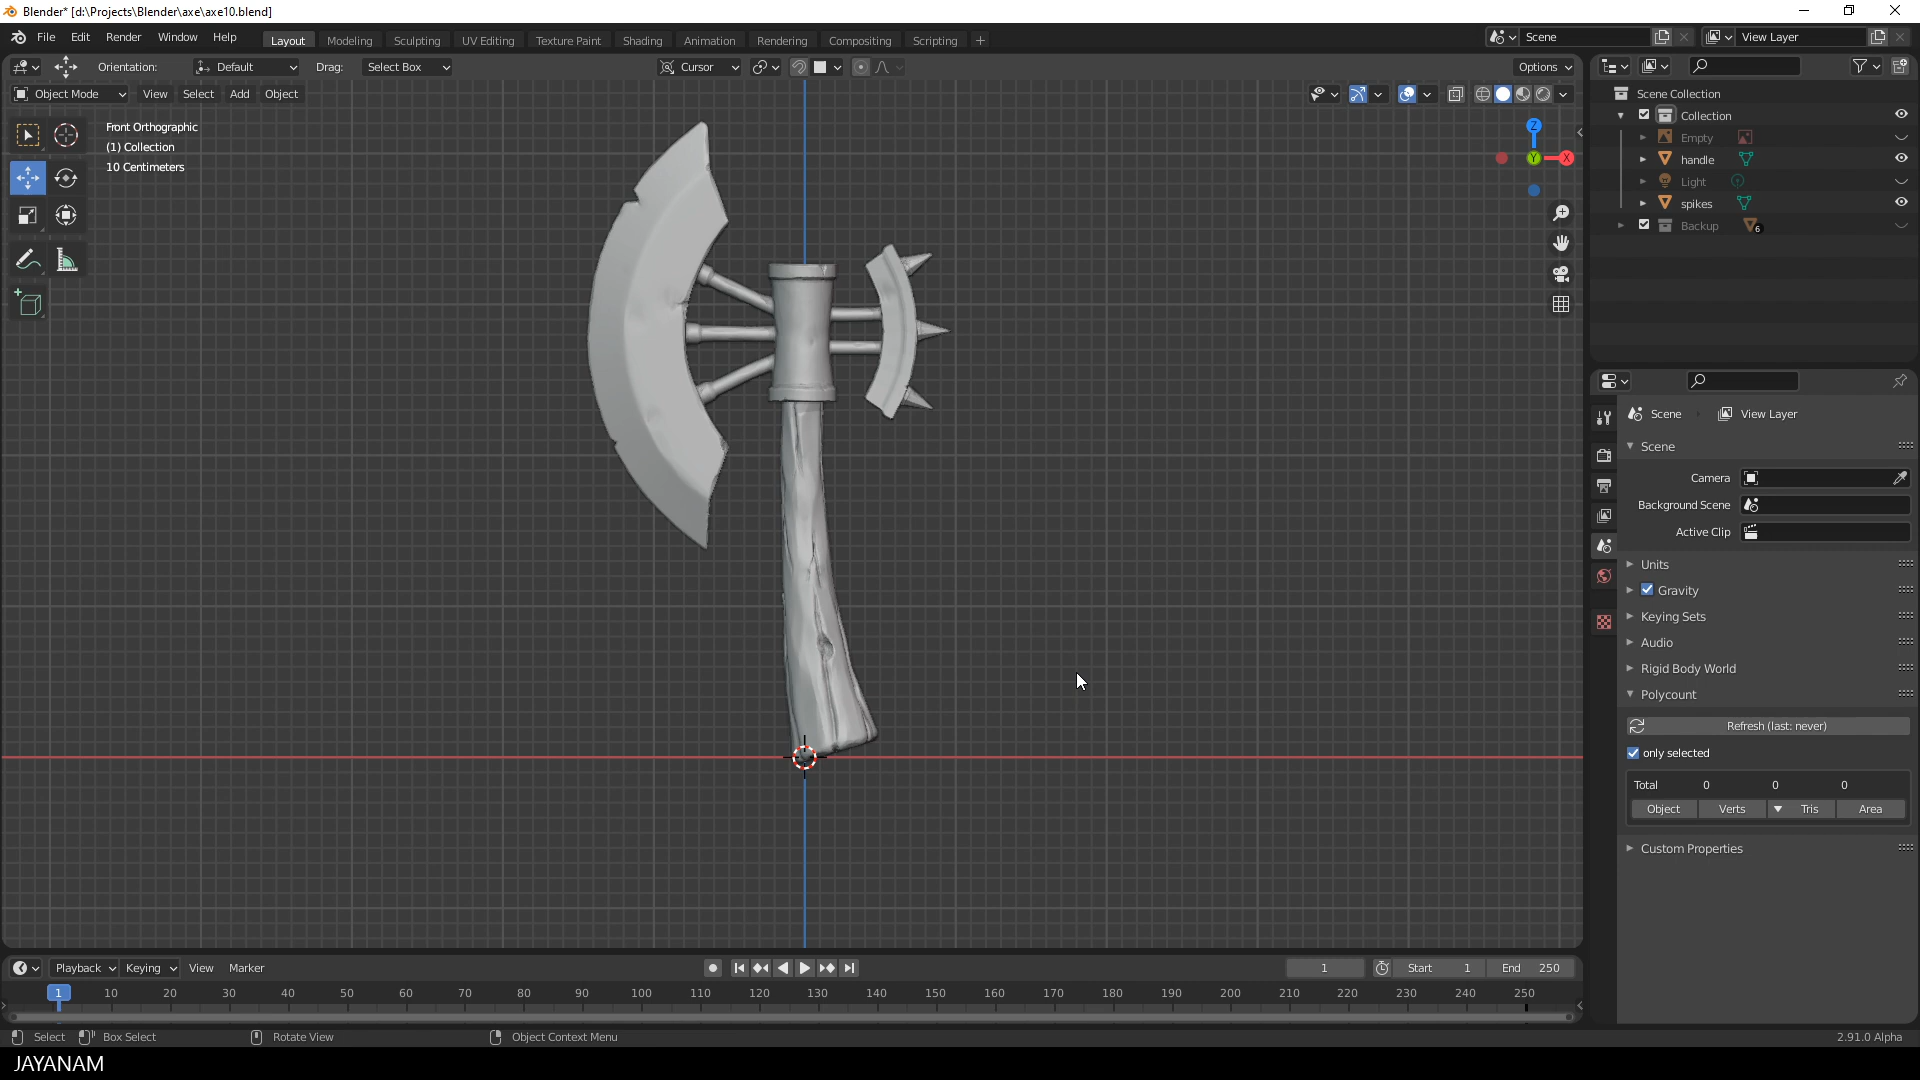 Blender* [d:\Projects\Blender\axe\axe10.blend]
File Edit Render Window Help Layout Modeling Sculpting UV Editing Texture Paint Shading Animation Rendering Compositing Scripting + Scene View Layer
Orientation: Default Drag: Select Box Cursor Options
Object Mode View Select Add Object
Front Orthographic
(1) Collection
10 Centimeters
Z
Y
X
Scene Collection
Collection
Empty
handle
Light
spikes
Backup 6
Scene View Layer
Scene
Camera
Background Scene
Active Clip
Units
Gravity
Keying Sets
Audio
Rigid Body World
Polycount
Refresh (last: never)
only selected
Total 0 0 0
Object Verts Tris Area
Custom Properties
Playback Keying View Marker 1 Start 1 End 250
1 10 20 30 40 50 60 70 80 90 100 110 120 130 140 150 160 170 180 190 200 210 220 230 240 250
Select Box Select Rotate View Object Context Menu 2.91.0 Alpha
JAYANAM